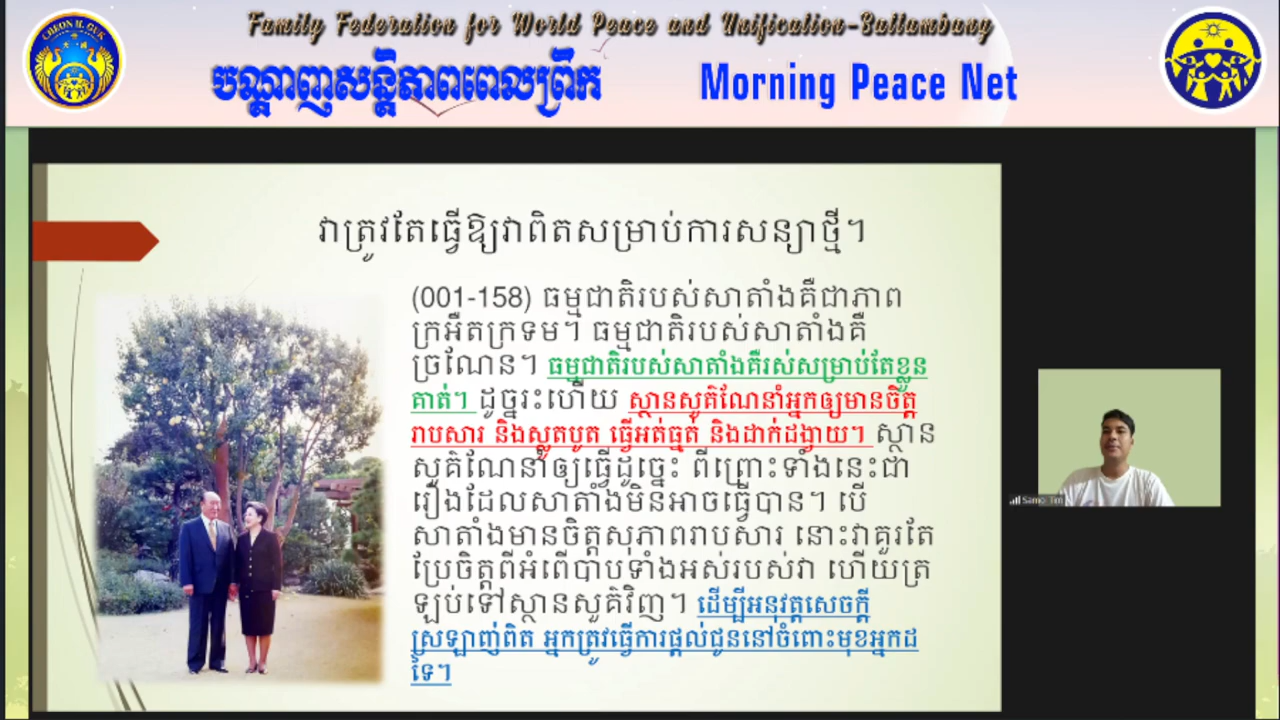 Family Federation for World Peace and Unification-Battambang
បណ្ដាញសន្តិភាពពេលព្រឹក
Morning Peace Net
CHEON IL GUK
វាត្រូវតែធ្វើឱ្យវាពិតសម្រាប់ការសន្យាថ្មី។
(001-158) ធម្មជាតិរបស់សាតាំងគឺជាភាព
ក្រអឺតក្រទម។ ធម្មជាតិរបស់សាតាំងគឺ
ច្រណែន។ ធម្មជាតិរបស់សាតាំងគឺរស់សម្រាប់តែខ្លួន
គាត់។ ដូច្នរះហើយ ស្ថានសួគ៌ណែនាំអ្នកឲ្យមានចិត្ត
រាបសារ និងស្លូតបូត ធ្វើអត់ធ្មត់ និងដាក់ដង្វាយ។ ស្ថាន
សួគ៌ណែនាំឲ្យធ្វើដូច្នេះ ពីព្រោះទាំងនេះជា
រឿងដែលសាតាំងមិនអាចធ្វើបាន។ បើ
សាតាំងមានចិត្តសុភាពរាបសារ នោះវាគួរតែ
ប្រែចិត្តពីអំពើបាបទាំងអស់របស់វា ហើយត្រ
ឡប់ទៅស្ថានសួគ៌វិញ។ ដើម្បីអនុវត្តសេចក្ដី
ស្រឡាញ់ពិត អ្នកត្រូវធ្វើការផ្ដល់ជូននៅចំពោះមុខអ្នកដ
ទៃ។